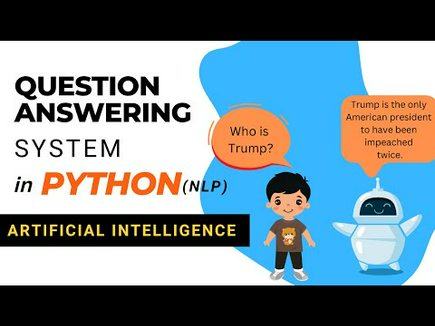 QUESTION
ANSWERING
SYSTEM
in PYTHON (NLP)
ARTIFICIAL INTELLIGENCE
Who is
Trump?
Trump is the only
American president
to have been
impeached
twice.